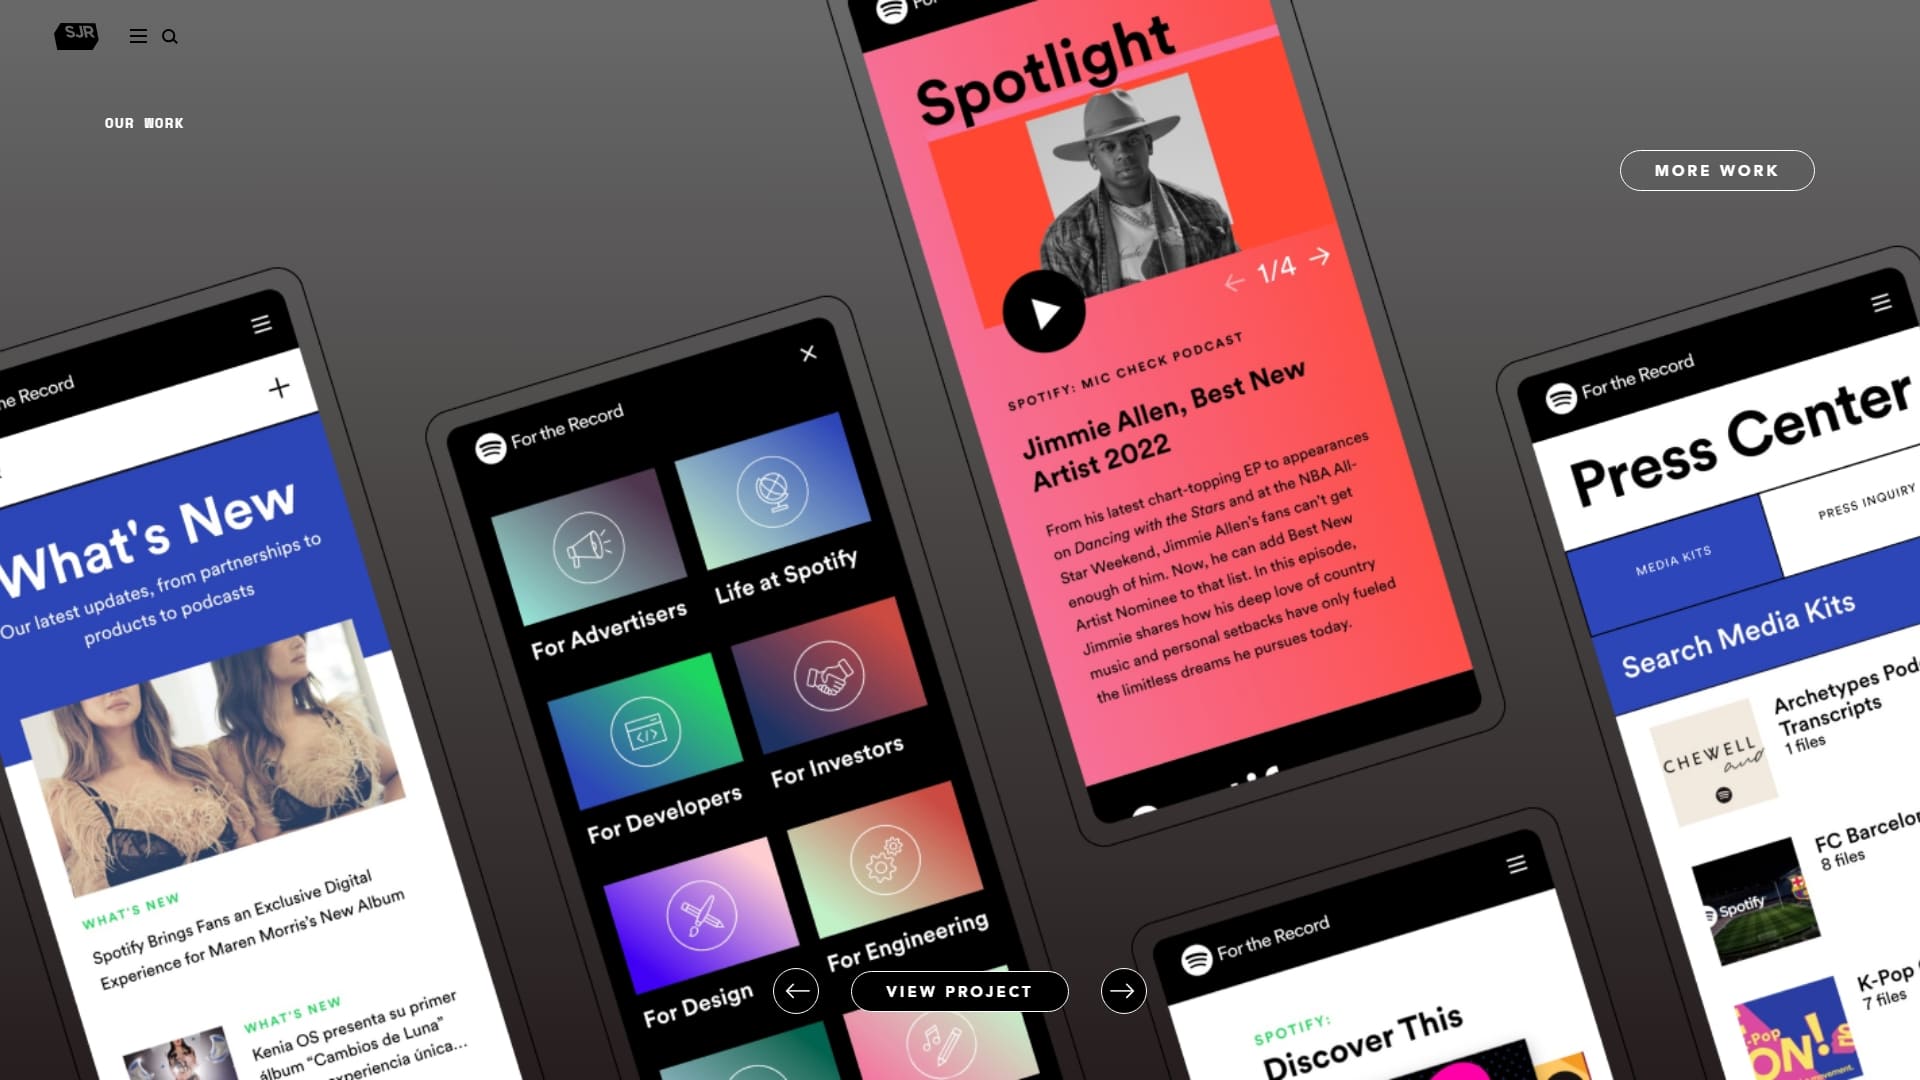 SJR
OUR WORK
MORE WORK
For the Record
What's New
Our latest updates, from partnerships to
products to podcasts
WHAT'S NEW
Spotify Brings Fans an Exclusive Digital
Experience for Maren Morris's New Album
WHAT'S NEW
Kenia OS presenta su primer
álbum “Cambios de Luna”
For the Record
For Advertisers
Life at Spotify
For Developers
For Investors
For Design
For Engineering
Spotlight
1/4
SPOTIFY: MIC CHECK PODCAST
Jimmie Allen, Best New
Artist 2022
From his latest chart-topping EP to appearances
on Dancing with the Stars and at the NBA All-
Star Weekend, Jimmie Allen's fans can't get
enough of him. Now, he can add Best New
Artist Nominee to that list. In this episode,
Jimmie shares how his deep love of country
music and personal setbacks have only fueled
the limitless dreams he pursues today.
For the Record
SPOTIFY:
Discover This
For the Record
Press Center
MEDIA KITS
PRESS INQUIRY
Search Media Kits
CHEWELL
and
Archetypes
Transcripts
1 files
Spotify
FC
8 files
K-Pop
7 files
ON!
VIEW PROJECT